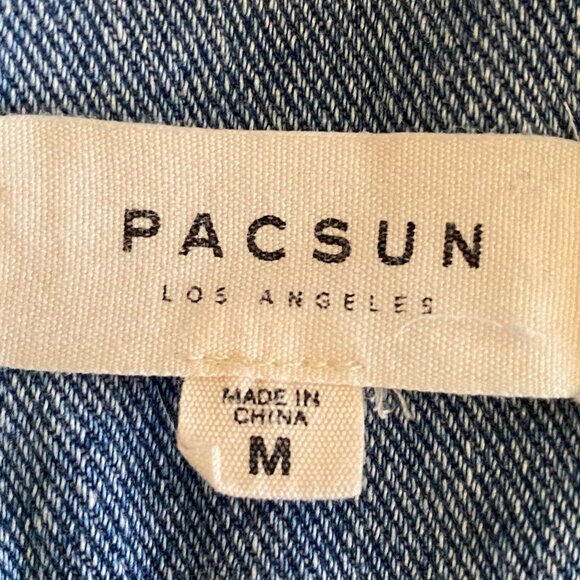 PACSUN
LOS ANGELES
MADE IN
CHINA
M